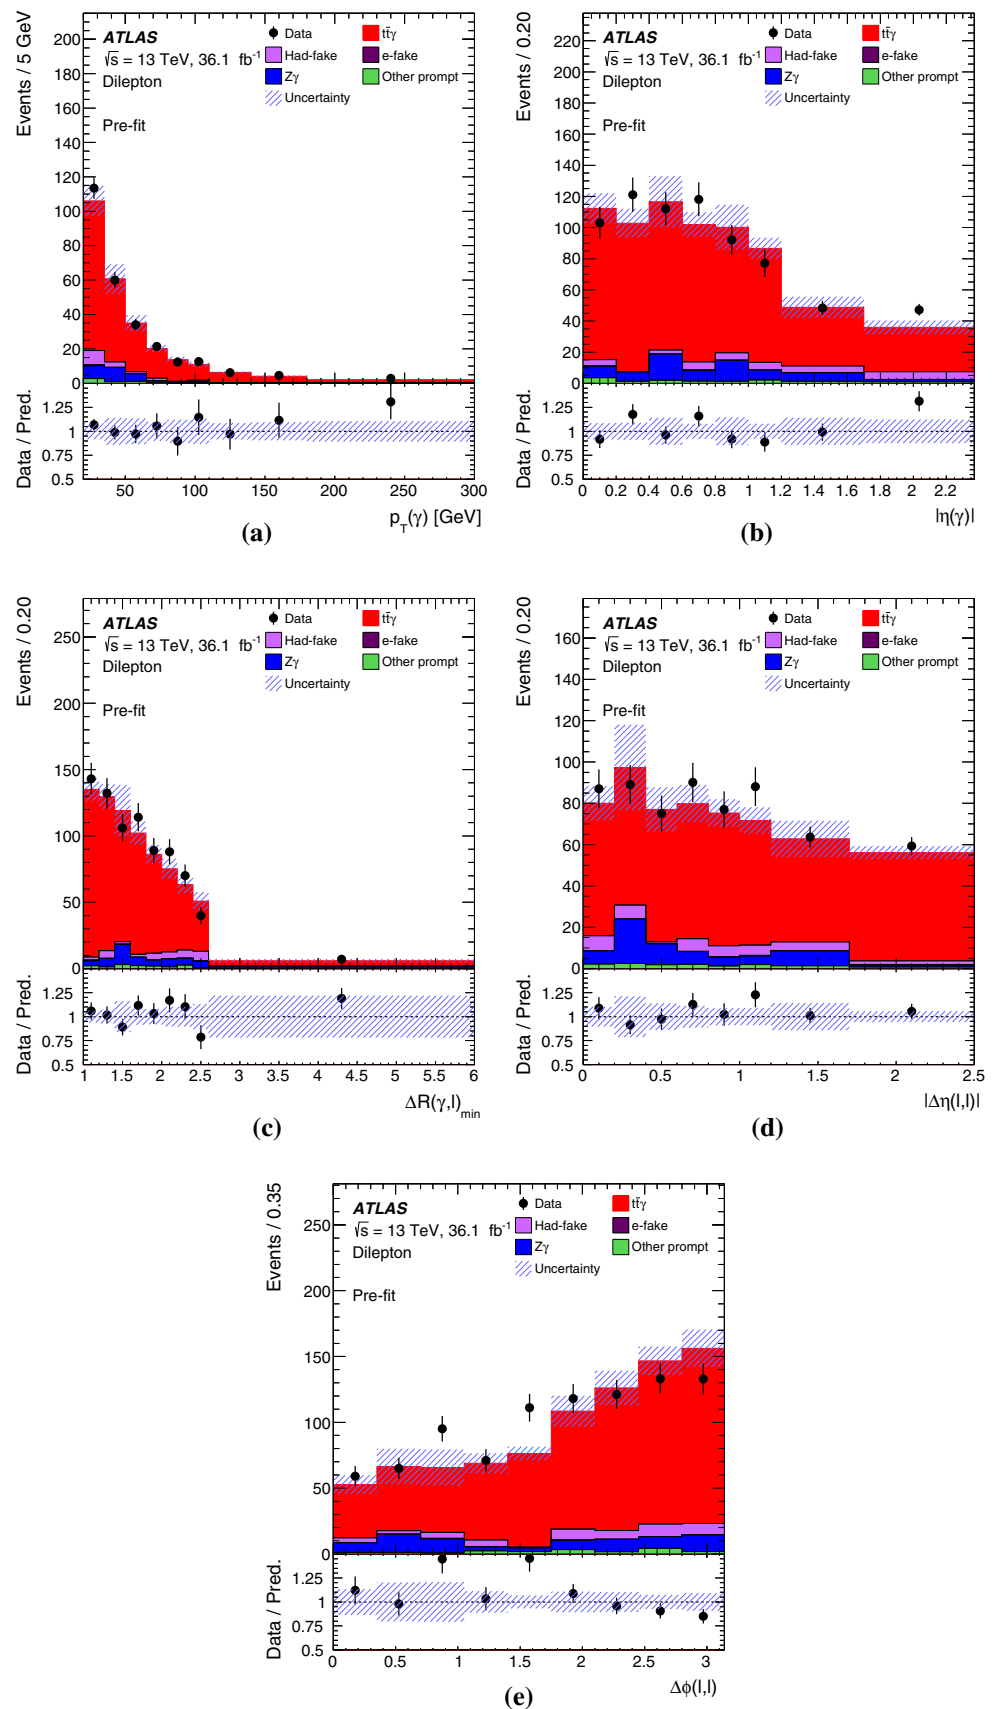 Events / 5 GeV
200
180
160
140
120
100
80
60
40
20
0
ATLAS
√s = 13 TeV, 36.1 fb⁻¹
Dilepton
Pre-fit
Data
tt̄γ
Had-fake
e-fake
Zγ
Other prompt
Uncertainty
Data / Pred.
1.25
1
0.75
0.5
50 100 150 200 250 300
p_T(γ) [GeV]
(a)
Events / 0.20
220
200
180
160
140
120
100
80
60
40
20
0
ATLAS
√s = 13 TeV, 36.1 fb⁻¹
Dilepton
Pre-fit
Data
tt̄γ
Had-fake
e-fake
Zγ
Other prompt
Uncertainty
Data / Pred.
1.25
1
0.75
0.5
0 0.2 0.4 0.6 0.8 1 1.2 1.4 1.6 1.8 2 2.2
|η(γ)|
(b)
Events / 0.20
250
200
150
100
50
0
ATLAS
√s = 13 TeV, 36.1 fb⁻¹
Dilepton
Pre-fit
Data
tt̄γ
Had-fake
e-fake
Zγ
Other prompt
Uncertainty
Data / Pred.
1.25
1
0.75
0.5
1 1.5 2 2.5 3 3.5 4 4.5 5 5.5 6
ΔR(γ,l)_min
(c)
Events / 0.20
160
140
120
100
80
60
40
20
0
ATLAS
√s = 13 TeV, 36.1 fb⁻¹
Dilepton
Pre-fit
Data
tt̄γ
Had-fake
e-fake
Zγ
Other prompt
Uncertainty
Data / Pred.
1.25
1
0.75
0.5
0 0.5 1 1.5 2 2.5
|Δη(l,l)|
(d)
Events / 0.35
250
200
150
100
50
0
ATLAS
√s = 13 TeV, 36.1 fb⁻¹
Dilepton
Pre-fit
Data
tt̄γ
Had-fake
e-fake
Zγ
Other prompt
Uncertainty
Data / Pred.
1.25
1
0.75
0.5
0 0.5 1 1.5 2 2.5 3
Δϕ(l,l)
(e)